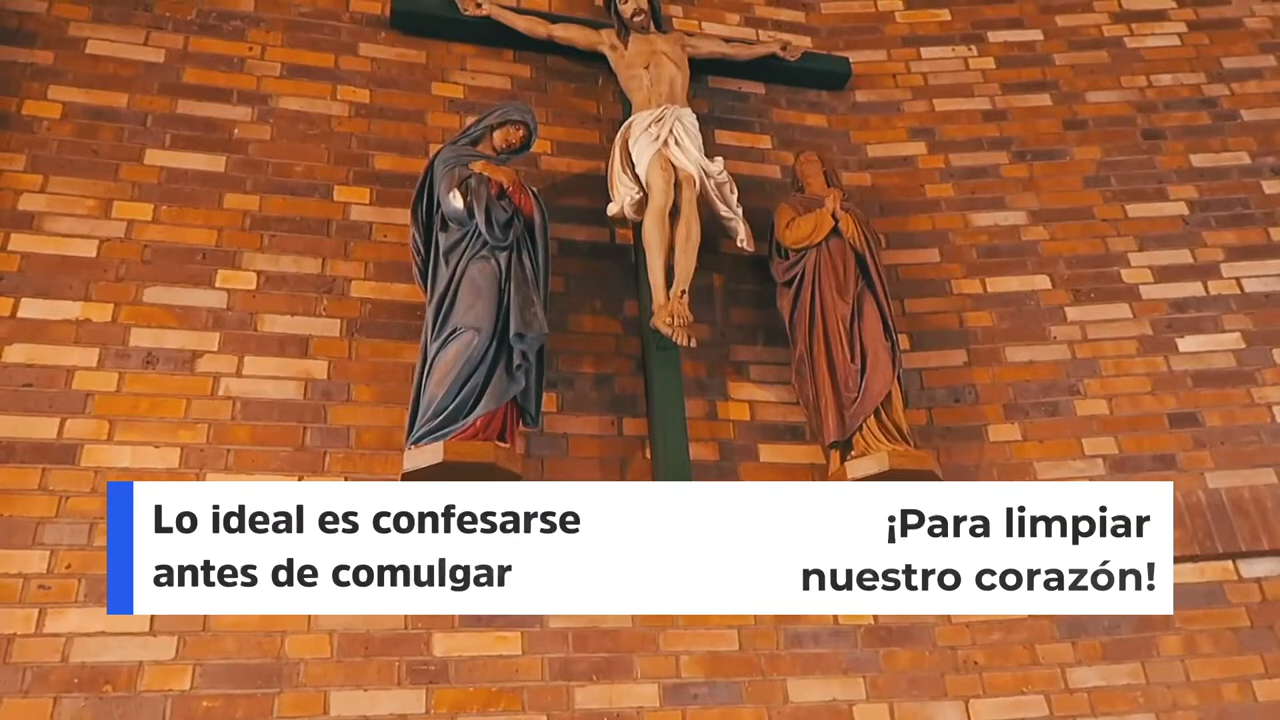 Lo ideal es confesarse
antes de comulgar
¡Para limpiar
nuestro corazón!